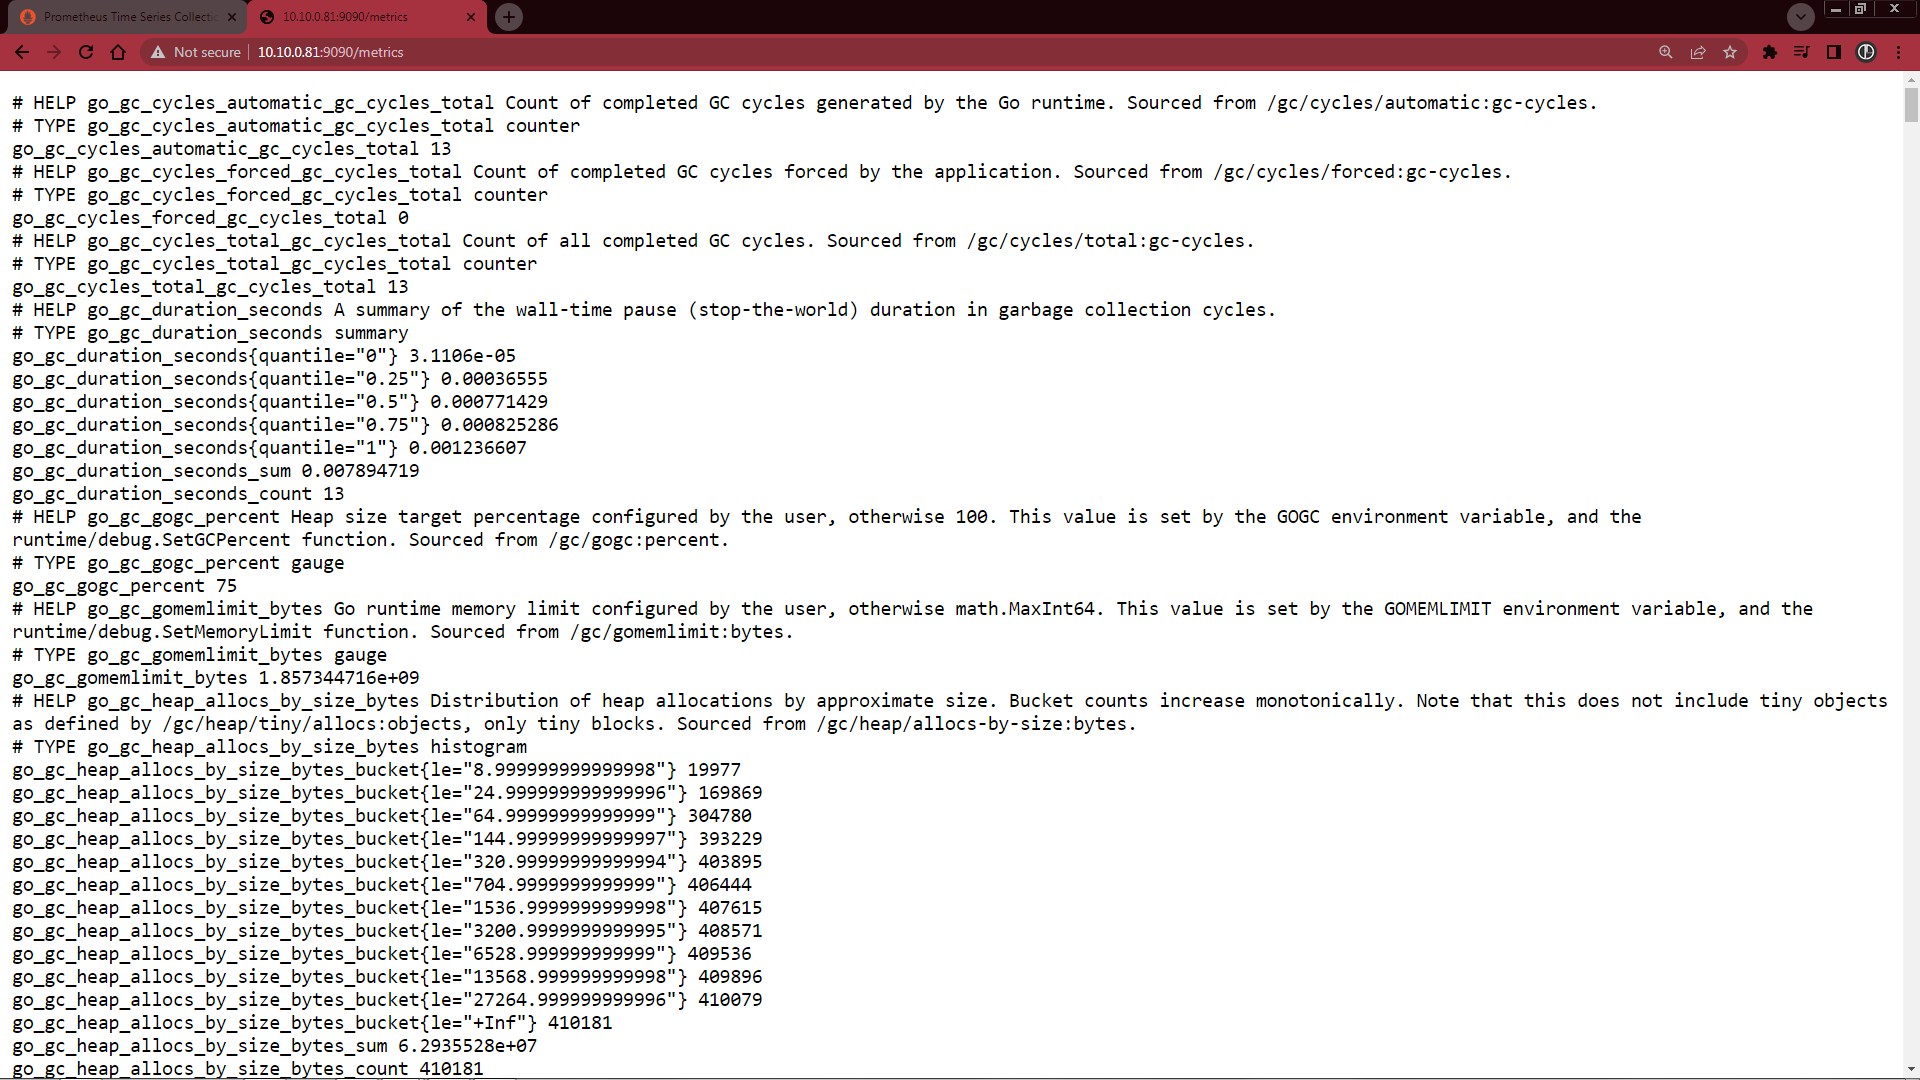 Prometheus Time Series Collecti
10.10.0.81:9090/metrics
Not secure
10.10.0.81:9090/metrics
# HELP go_gc_cycles_automatic_gc_cycles_total Count of completed GC cycles generated by the Go runtime. Sourced from /gc/cycles/automatic:gc-cycles.
# TYPE go_gc_cycles_automatic_gc_cycles_total counter
go_gc_cycles_automatic_gc_cycles_total 13
# HELP go_gc_cycles_forced_gc_cycles_total Count of completed GC cycles forced by the application. Sourced from /gc/cycles/forced:gc-cycles.
# TYPE go_gc_cycles_forced_gc_cycles_total counter
go_gc_cycles_forced_gc_cycles_total 0
# HELP go_gc_cycles_total_gc_cycles_total Count of all completed GC cycles. Sourced from /gc/cycles/total:gc-cycles.
# TYPE go_gc_cycles_total_gc_cycles_total counter
go_gc_cycles_total_gc_cycles_total 13
# HELP go_gc_duration_seconds A summary of the wall-time pause (stop-the-world) duration in garbage collection cycles.
# TYPE go_gc_duration_seconds summary
go_gc_duration_seconds{quantile="0"} 3.1106e-05
go_gc_duration_seconds{quantile="0.25"} 0.00036555
go_gc_duration_seconds{quantile="0.5"} 0.000771429
go_gc_duration_seconds{quantile="0.75"} 0.000825286
go_gc_duration_seconds{quantile="1"} 0.001236607
go_gc_duration_seconds_sum 0.007894719
go_gc_duration_seconds_count 13
# HELP go_gc_gogc_percent Heap size target percentage configured by the user, otherwise 100. This value is set by the GOGC environment variable, and the
runtime/debug.SetGCPercent function. Sourced from /gc/gogc:percent.
# TYPE go_gc_gogc_percent gauge
go_gc_gogc_percent 75
# HELP go_gc_gomemlimit_bytes Go runtime memory limit configured by the user, otherwise math.MaxInt64. This value is set by the GOMEMLIMIT environment variable, and the
runtime/debug.SetMemoryLimit function. Sourced from /gc/gomemlimit:bytes.
# TYPE go_gc_gomemlimit_bytes gauge
go_gc_gomemlimit_bytes 1.857344716e+09
# HELP go_gc_heap_allocs_by_size_bytes Distribution of heap allocations by approximate size. Bucket counts increase monotonically. Note that this does not include tiny objects
as defined by /gc/heap/tiny/allocs:objects, only tiny blocks. Sourced from /gc/heap/allocs-by-size:bytes.
# TYPE go_gc_heap_allocs_by_size_bytes histogram
go_gc_heap_allocs_by_size_bytes_bucket{le="8.999999999999998"} 19977
go_gc_heap_allocs_by_size_bytes_bucket{le="24.999999999999996"} 169869
go_gc_heap_allocs_by_size_bytes_bucket{le="64.99999999999999"} 304780
go_gc_heap_allocs_by_size_bytes_bucket{le="144.99999999999997"} 393229
go_gc_heap_allocs_by_size_bytes_bucket{le="320.99999999999994"} 403895
go_gc_heap_allocs_by_size_bytes_bucket{le="704.9999999999999"} 406444
go_gc_heap_allocs_by_size_bytes_bucket{le="1536.9999999999998"} 407615
go_gc_heap_allocs_by_size_bytes_bucket{le="3200.9999999999995"} 408571
go_gc_heap_allocs_by_size_bytes_bucket{le="6528.999999999999"} 409536
go_gc_heap_allocs_by_size_bytes_bucket{le="13568.999999999998"} 409896
go_gc_heap_allocs_by_size_bytes_bucket{le="27264.999999999996"} 410079
go_gc_heap_allocs_by_size_bytes_bucket{le="+Inf"} 410181
go_gc_heap_allocs_by_size_bytes_sum 6.2935528e+07
go_gc_heap_allocs_by_size_bytes_count 410181